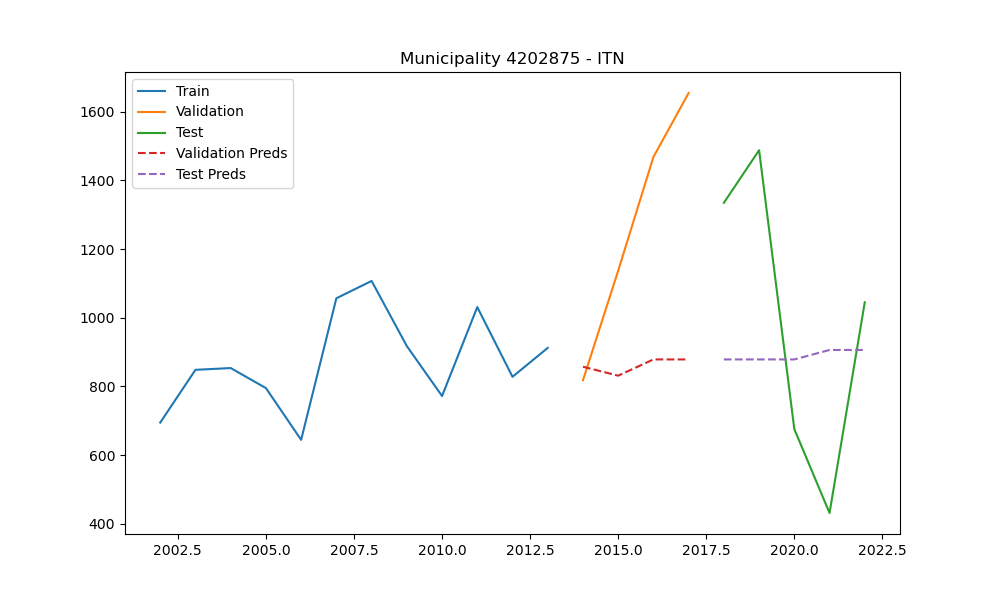 Municipality 4202875 - ITN
Train
Validation
Test
Validation Preds
Test Preds
1600
1400
1200
1000
800
600
400
2002.5 2005.0 2007.5 2010.0 2012.5 2015.0 2017.5 2020.0 2022.5